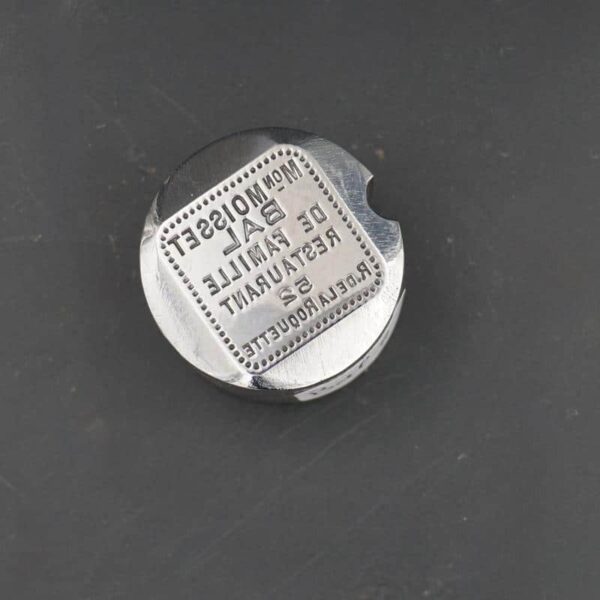 Mon MOISSET
BAL
DE FAMILLE
RESTAURANT
52
R. DE LA ROQUETTE